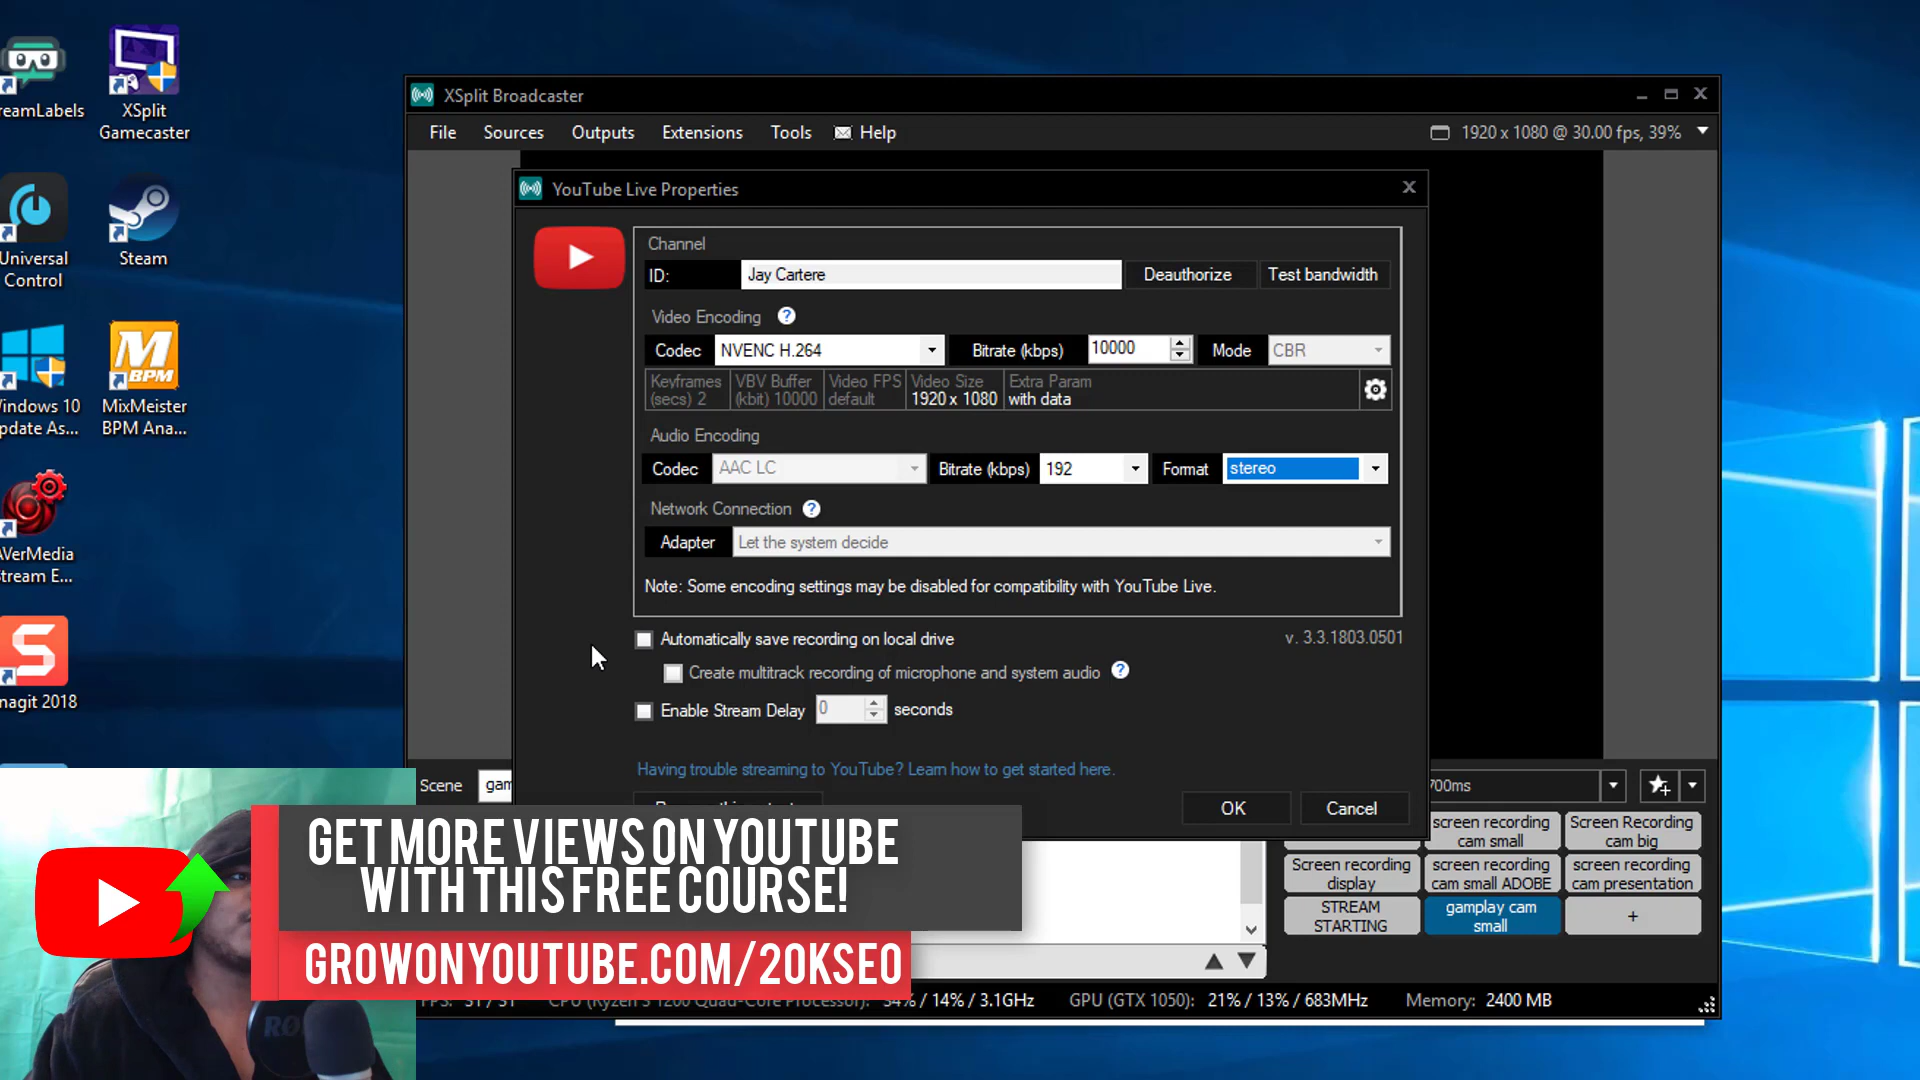 reamLabels
XSplit
Gamecaster
Universal
Control
Steam
Windows 10
Update As...
MixMeister
BPM Ana...
M
BPM
AVerMedia
Stream E...
S
nagit 2018
XSplit Broadcaster
File Sources Outputs Extensions Tools Help
1920 x 1080 @ 30.00 fps, 39%
YouTube Live Properties
Channel
ID: Jay Cartere Deauthorize Test bandwidth
Video Encoding ?
Codec NVENC H.264 Bitrate (kbps) 10000 Mode CBR
Keyframes VBV Buffer Video FPS Video Size Extra Param
(secs) 2 (kbit) 10000 default 1920 x 1080 with data
Audio Encoding
Codec AAC LC Bitrate (kbps) 192 Format stereo
Network Connection ?
Adapter Let the system decide
Note: Some encoding settings may be disabled for compatibility with YouTube Live.
Automatically save recording on local drive v. 3.3.1803.0501
Create multitrack recording of microphone and system audio ?
Enable Stream Delay 0 seconds
Having trouble streaming to YouTube? Learn how to get started here.
OK Cancel
Scene gam
700ms
screen recording
cam small
Screen Recording
cam big
Screen recording
display
screen recording
cam small ADOBE
screen recording
cam presentation
STREAM
STARTING
gamplay cam
small
+
GET MORE VIEWS ON YOUTUBE
WITH THIS FREE COURSE!
GROWONYOUTUBE.COM/20KSEO
34% / 14% / 3.1GHz GPU (GTX 1050): 21% / 13% / 683MHz Memory: 2400 MB